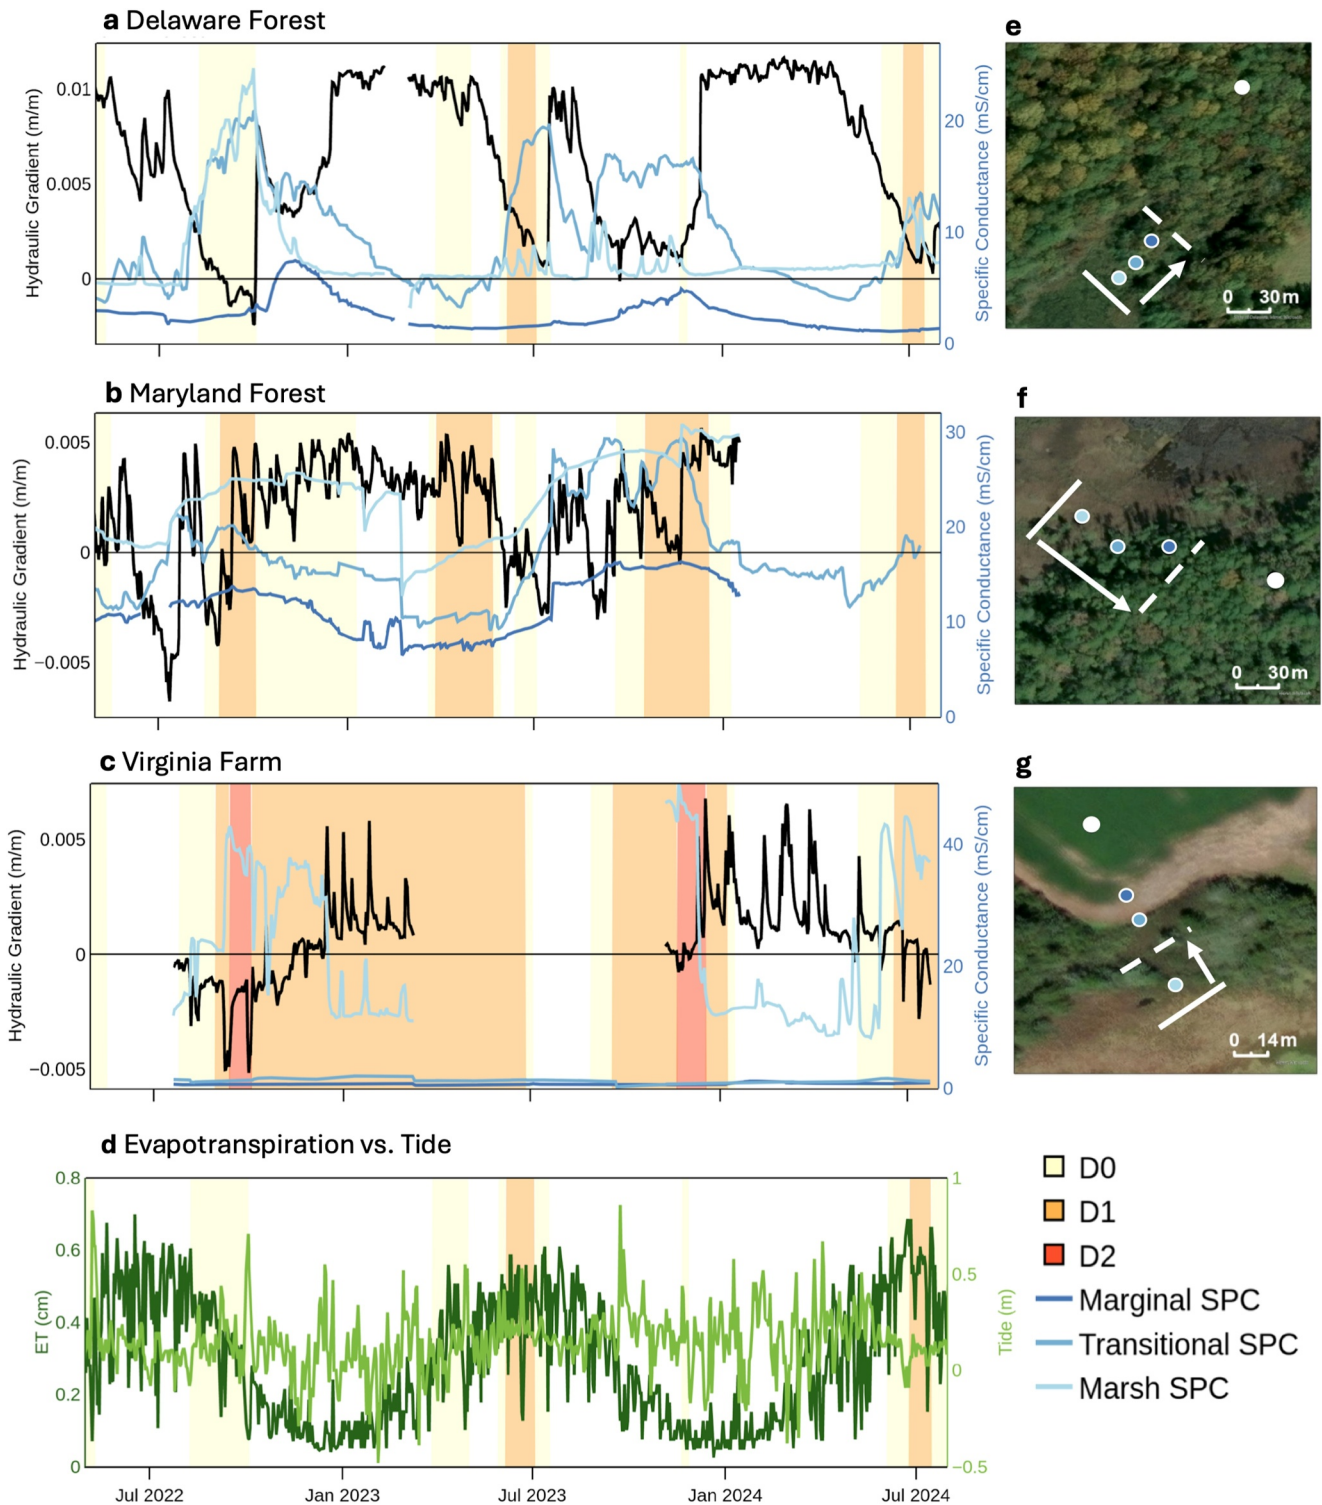 a Delaware Forest
Hydraulic Gradient (m/m)
0.01
0.005
0
20
10
0
Specific Conductance (mS/cm)
e
0 30m
b Maryland Forest
Hydraulic Gradient (m/m)
0.005
0
−0.005
30
20
10
0
Specific Conductance (mS/cm)
f
0 30m
c Virginia Farm
Hydraulic Gradient (m/m)
0.005
0
−0.005
40
20
0
Specific Conductance (mS/cm)
g
0 14m
d Evapotranspiration vs. Tide
ET (cm)
0.8
0.6
0.4
0.2
0
1
0.5
0
−0.5
Tide (m)
Jul 2022 Jan 2023 Jul 2023 Jan 2024 Jul 2024
D0
D1
D2
Marginal SPC
Transitional SPC
Marsh SPC